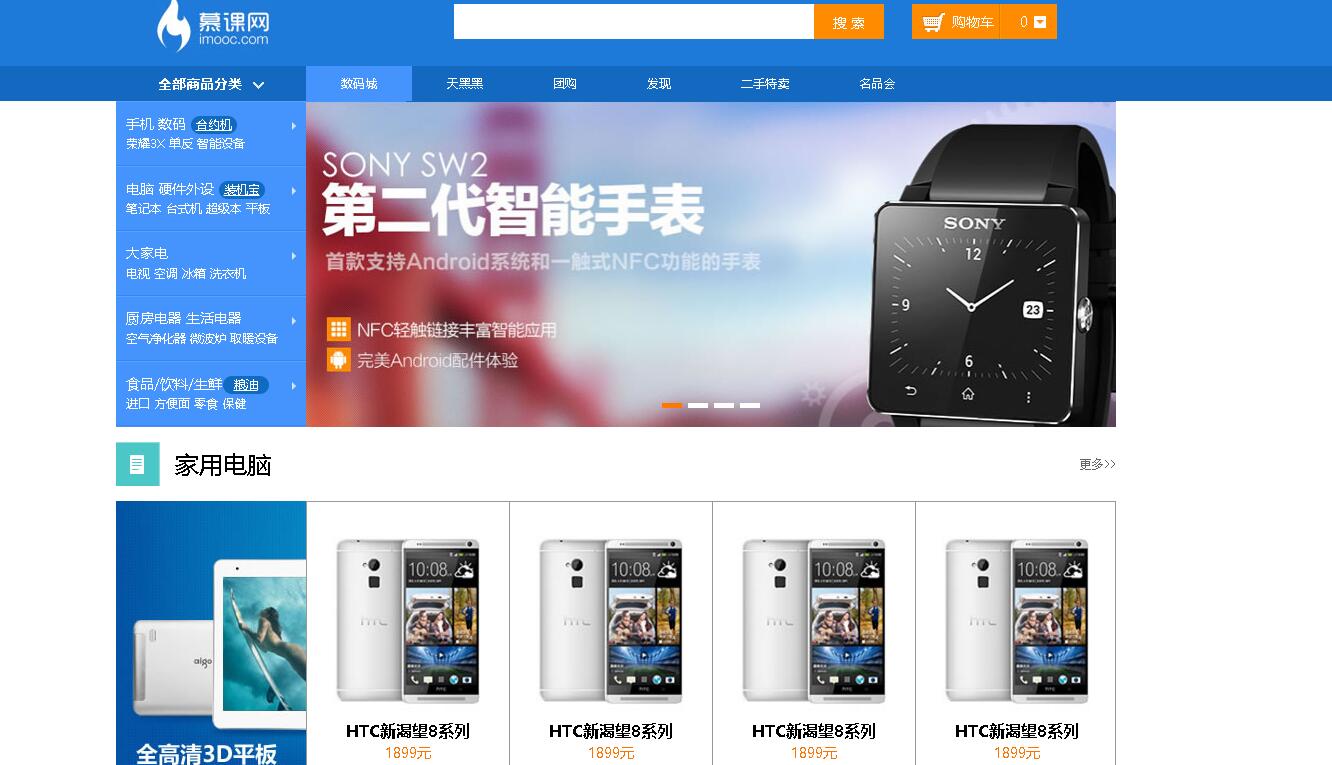 慕课网
imooc.com
搜 索
购物车 0
全部商品分类
数码城 天黑黑 团购 发现 二手特卖 名品会
手机 数码 合约机
荣耀3X 单反 智能设备
电脑 硬件外设 装机宝
笔记本 台式机 超级本 平板
大家电
电视 空调 冰箱 洗衣机
厨房电器 生活电器
空气净化器 微波炉 取暖设备
食品/饮料/生鲜 粮油
进口 方便面 零食 保健
SONY SW2
第二代智能手表
首款支持Android系统和一触式NFC功能的手表
NFC轻触链接丰富智能应用
完美Android配件体验
SONY
12
9
23
6
家用电脑
更多>>
aigo
全高清3D平板
10:08
htc
HTC新渴望8系列
1899元
10:08
htc
HTC新渴望8系列
1899元
10:08
htc
HTC新渴望8系列
1899元
10:08
htc
HTC新渴望8系列
1899元